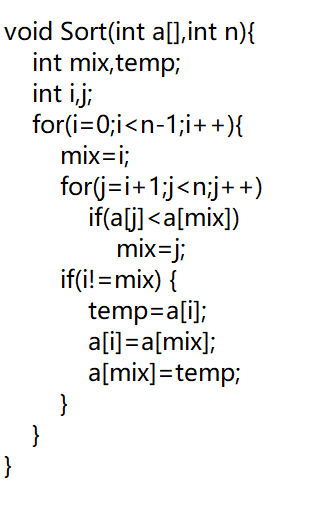 void Sort(int a[],int n){
int mix,temp;
int i,j;
for(i=0;i<n-1;i++){
mix=i;
for(j=i+1;j<n;j++)
if(a[j]<a[mix])
mix=j;
if(i!=mix) {
temp=a[i];
a[i]=a[mix];
a[mix]=temp;
}
}
}